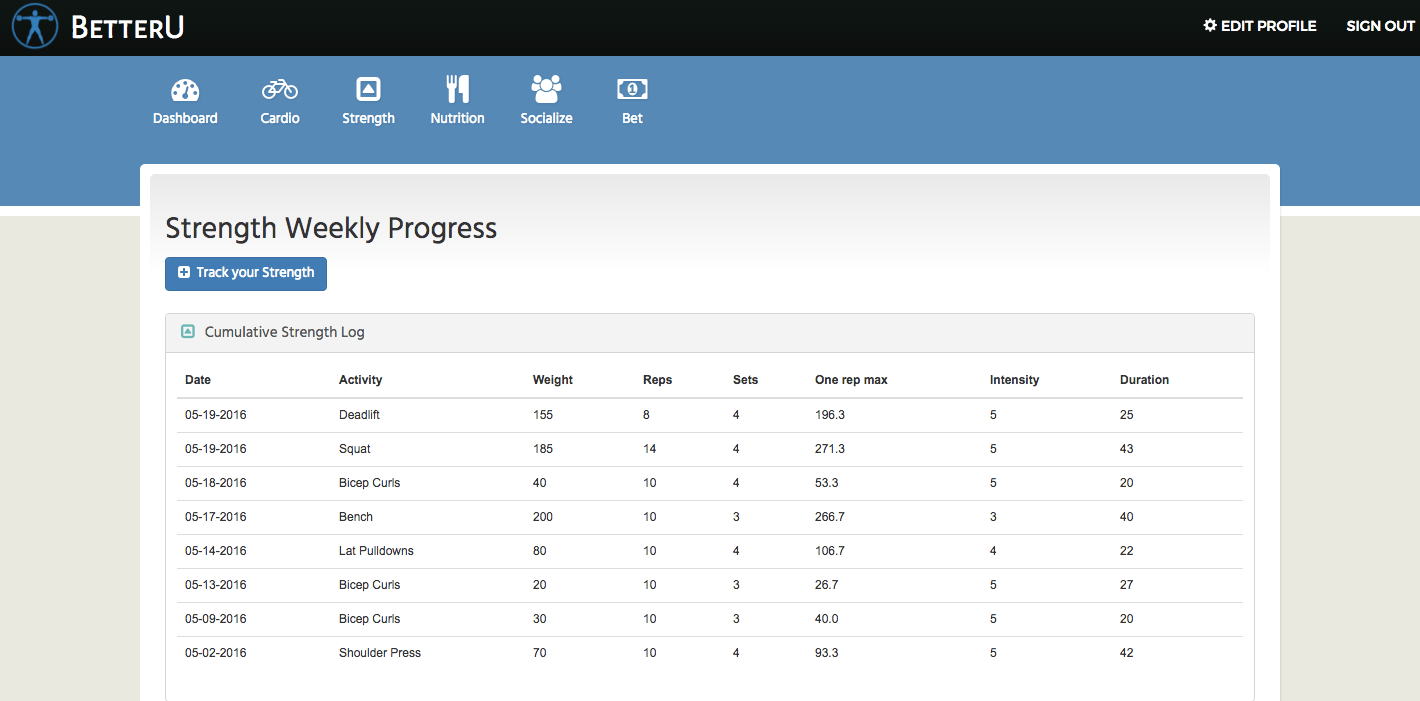 BETTERU
EDIT PROFILE SIGN OUT
Dashboard Cardio Strength Nutrition Socialize Bet
Strength Weekly Progress
Track your Strength
Cumulative Strength Log
Date Activity Weight Reps Sets One rep max Intensity Duration
05-19-2016 Deadlift 155 8 4 196.3 5 25
05-19-2016 Squat 185 14 4 271.3 5 43
05-18-2016 Bicep Curls 40 10 4 53.3 5 20
05-17-2016 Bench 200 10 3 266.7 3 40
05-14-2016 Lat Pulldowns 80 10 4 106.7 4 22
05-13-2016 Bicep Curls 20 10 3 26.7 5 27
05-09-2016 Bicep Curls 30 10 3 40.0 5 20
05-02-2016 Shoulder Press 70 10 4 93.3 5 42